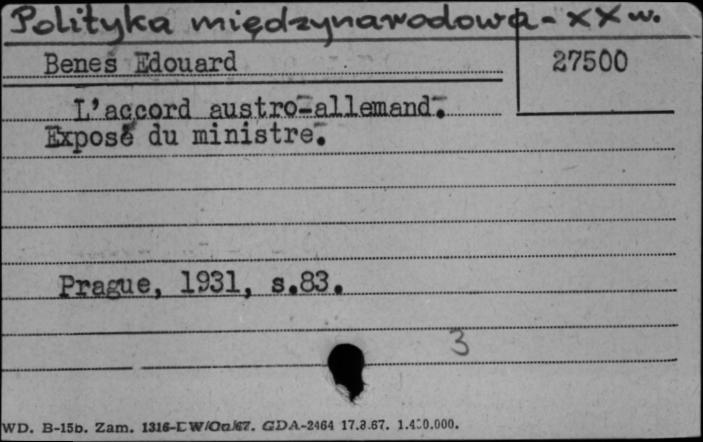 Polityka międzynarodowa - XX w.
Beneś Edouard 27500
L'accord austro-allemand.
Exposé du ministre.
Prague, 1931, s.83.
3
WD. B-15b. Zam. 1316-DW/Oa/67. GDA-2464 17.3.67. 1.400.000.